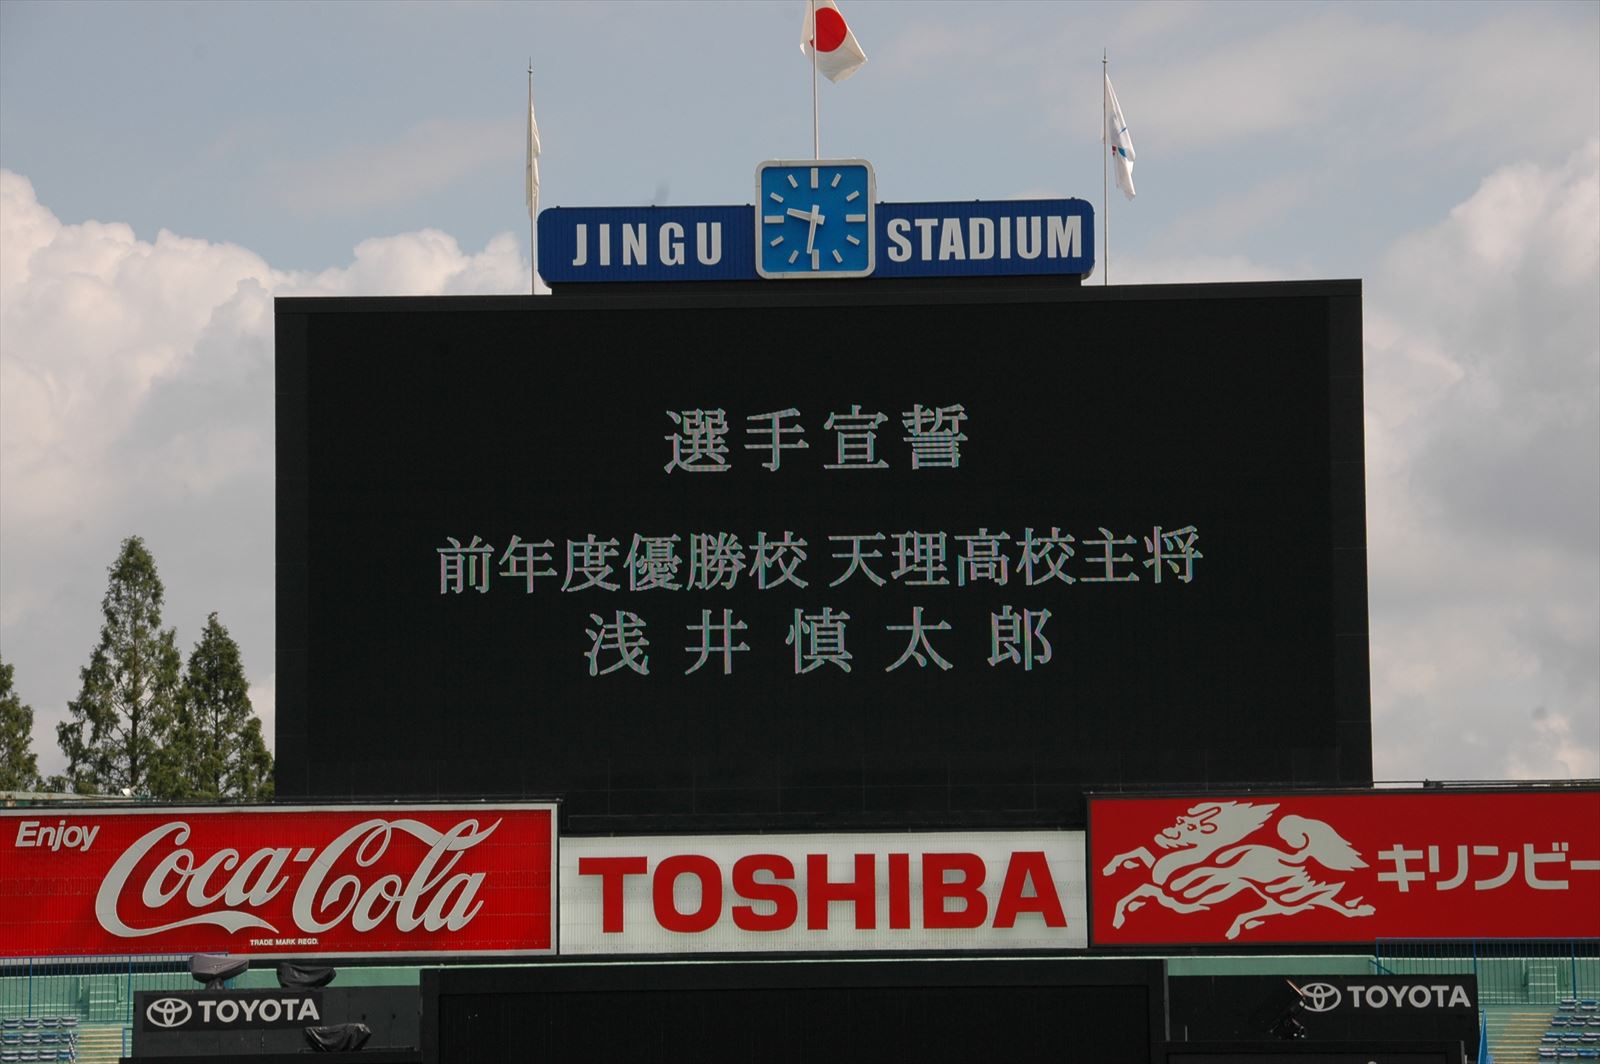 JINGU STADIUM
選手宣誓
前年度優勝校 天理高校主将
浅井慎太郎
Enjoy
Coca-Cola
TRADE MARK REGD.
TOSHIBA
キリンビー
TOYOTA
TOYOTA